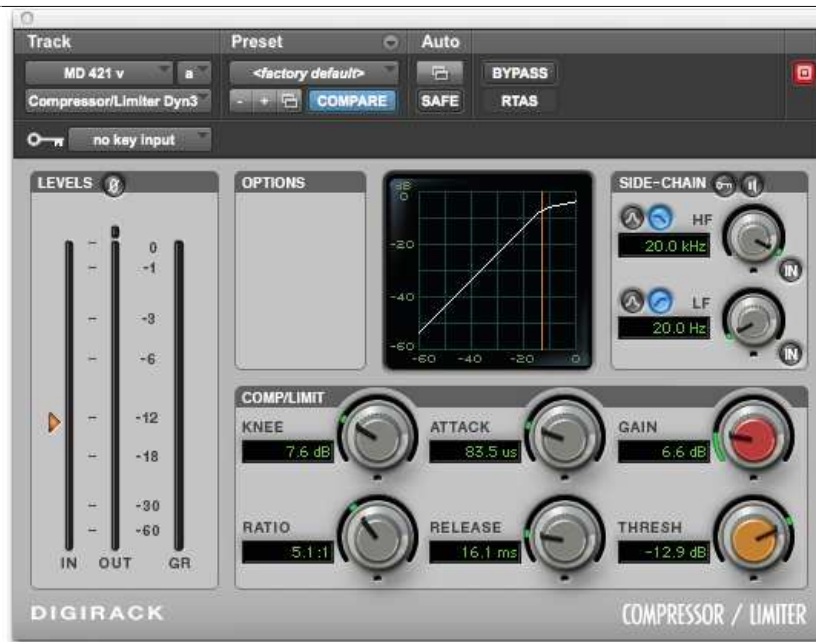 Track Preset Auto
MD 421 v a <factory default> BYPASS
Compressor/Limiter Dyn3 - + COMPARE SAFE RTAS
no key input
LEVELS OPTIONS SIDE-CHAIN
dB
0
-20
-40
-60
-60 -40 -20 0
HF
20.0 kHz
IN
LF
20.0 Hz
IN
0
-1
-3
-6
-12
-18
-30
-60
IN OUT GR
COMP/LIMIT
KNEE ATTACK GAIN
7.6 dB 83.5 us 6.6 dB
RATIO RELEASE THRESH
5.1:1 16.1 ms -12.9 dB
DIGIRACK COMPRESSOR / LIMITER